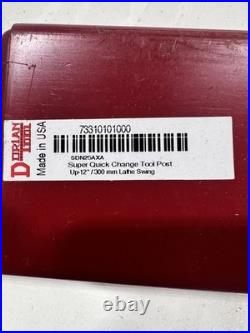 DORIAN
Tool
Made in USA
73310101000
SDN25AXA
Super Quick Change Tool Post
Up-12" / 300 mm Lathe Swing